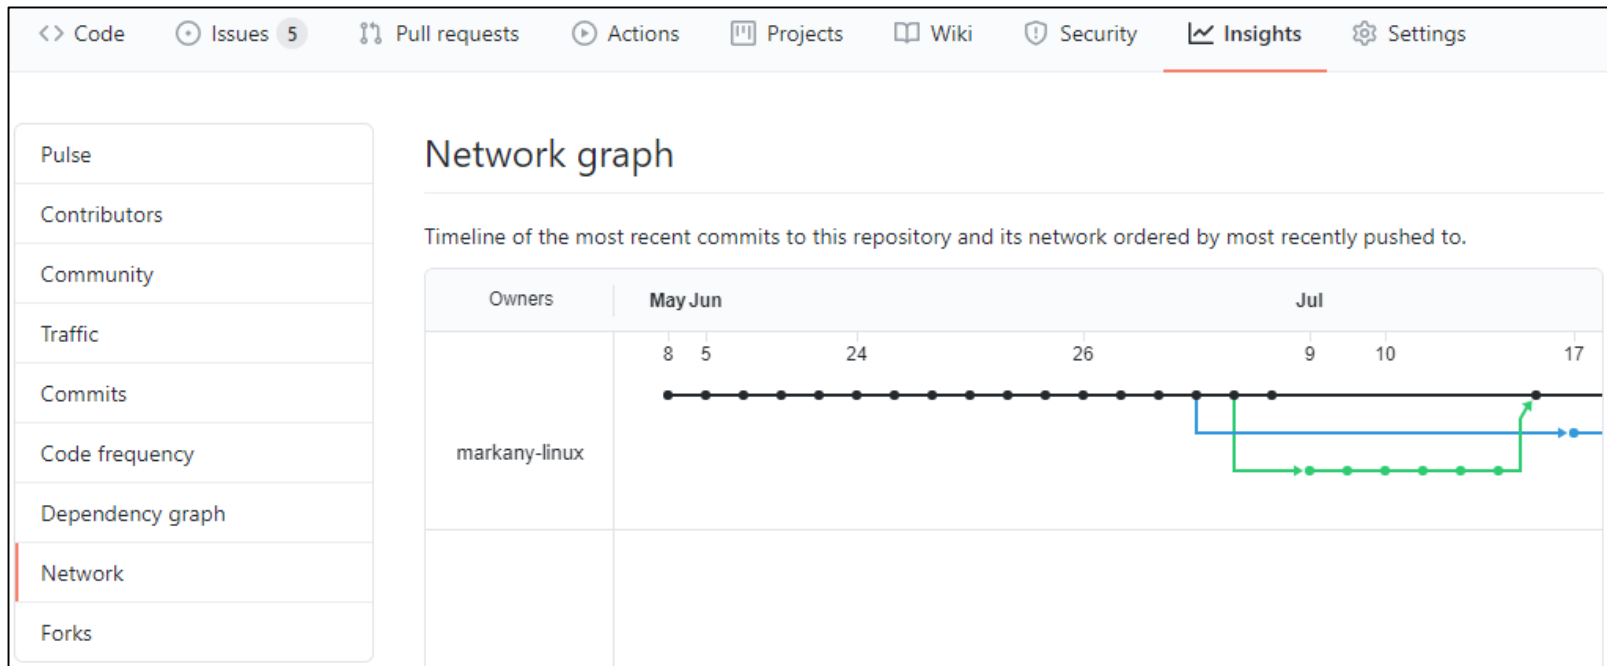 Code Issues 5 Pull requests Actions Projects Wiki Security Insights Settings
Pulse
Contributors
Community
Traffic
Commits
Code frequency
Dependency graph
Network
Forks
Network graph
Timeline of the most recent commits to this repository and its network ordered by most recently pushed to.
Owners May Jun Jul
8 5 24 26 9 10 17
markany-linux